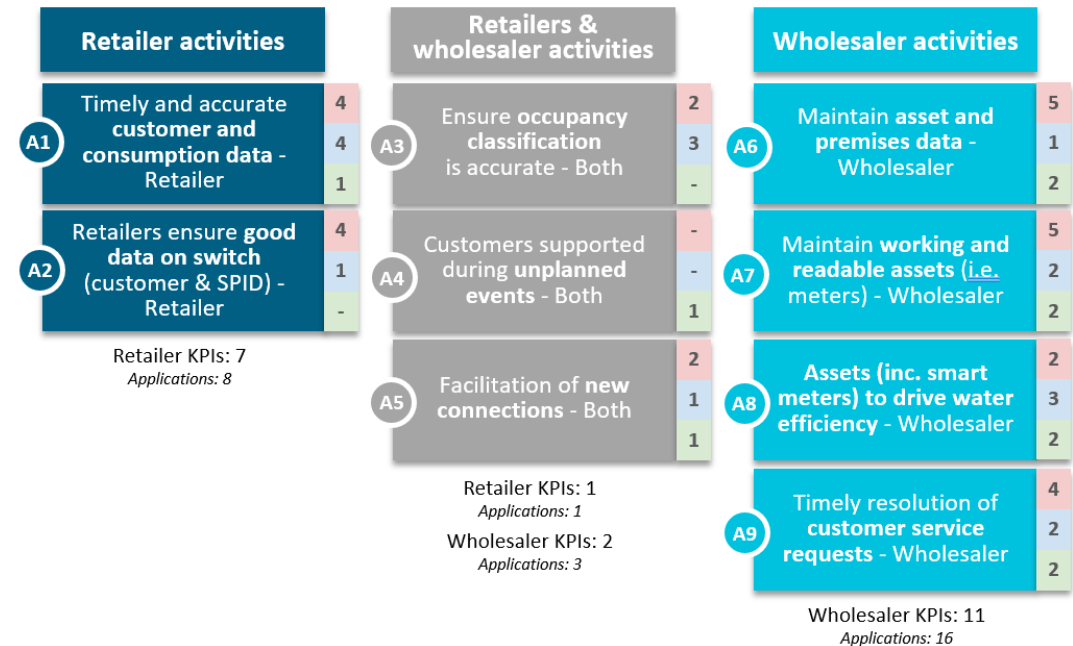 Retailer activities
A1
Timely and accurate
customer and
consumption data -
Retailer
4
4
1
A2
Retailers ensure good
data on switch
(customer & SPID) -
Retailer
4
1
-
Retailer KPIs: 7
Applications: 8
Retailers &
wholesaler activities
A3
Ensure occupancy
classification
is accurate - Both
2
3
-
A4
Customers supported
during unplanned
events - Both
-
-
1
A5
Facilitation of new
connections - Both
2
1
1
Retailer KPIs: 1
Applications: 1
Wholesaler KPIs: 2
Applications: 3
Wholesaler activities
A6
Maintain asset and
premises data -
Wholesaler
5
1
2
A7
Maintain working and
readable assets (i.e.
meters) - Wholesaler
5
2
2
A8
Assets (inc. smart
meters) to drive water
efficiency - Wholesaler
2
3
2
A9
Timely resolution of
customer service
requests - Wholesaler
4
2
2
Wholesaler KPIs: 11
Applications: 16